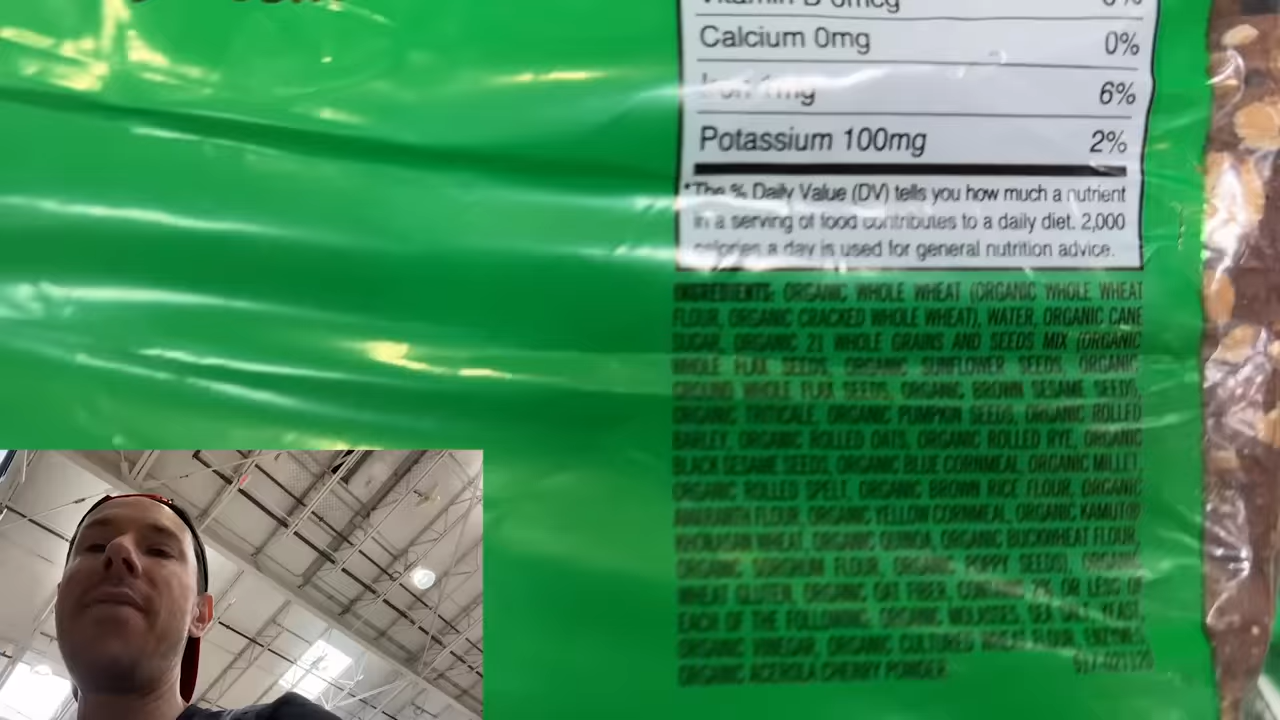 Vitamin D 0mcg 0%
Calcium 0mg 0%
Iron 1mg 6%
Potassium 100mg 2%
*The % Daily Value (DV) tells you how much a nutrient
in a serving of food contributes to a daily diet. 2,000
calories a day is used for general nutrition advice.
INGREDIENTS: ORGANIC WHOLE WHEAT (ORGANIC WHOLE WHEAT
FLOUR, ORGANIC CRACKED WHOLE WHEAT), WATER, ORGANIC CANE
SUGAR, ORGANIC 21 WHOLE GRAINS AND SEEDS MIX (ORGANIC
WHOLE FLAX SEEDS, ORGANIC SUNFLOWER SEEDS, ORGANIC
GROUND WHOLE FLAX SEEDS, ORGANIC BROWN SESAME SEEDS,
ORGANIC TRITICALE, ORGANIC PUMPKIN SEEDS, ORGANIC ROLLED
BARLEY, ORGANIC ROLLED OATS, ORGANIC ROLLED RYE, ORGANIC
BLACK SESAME SEEDS, ORGANIC BLUE CORNMEAL, ORGANIC MILLET,
ORGANIC ROLLED SPELT, ORGANIC BROWN RICE FLOUR, ORGANIC
AMARANTH FLOUR, ORGANIC YELLOW CORNMEAL, ORGANIC KAMUT®
KHORASAN WHEAT, ORGANIC QUINOA, ORGANIC BUCKWHEAT FLOUR,
ORGANIC SORGHUM FLOUR, ORGANIC POPPY SEEDS), ORGANIC
WHEAT GLUTEN, ORGANIC OAT FIBER, CONTAINS 2% OR LESS OF
EACH OF THE FOLLOWING: ORGANIC MOLASSES, SEA SALT, YEAST,
ORGANIC VINEGAR, ORGANIC CULTURED WHEAT FLOUR, ENZYMES,
ORGANIC ACEROLA CHERRY POWDER. 917-021120